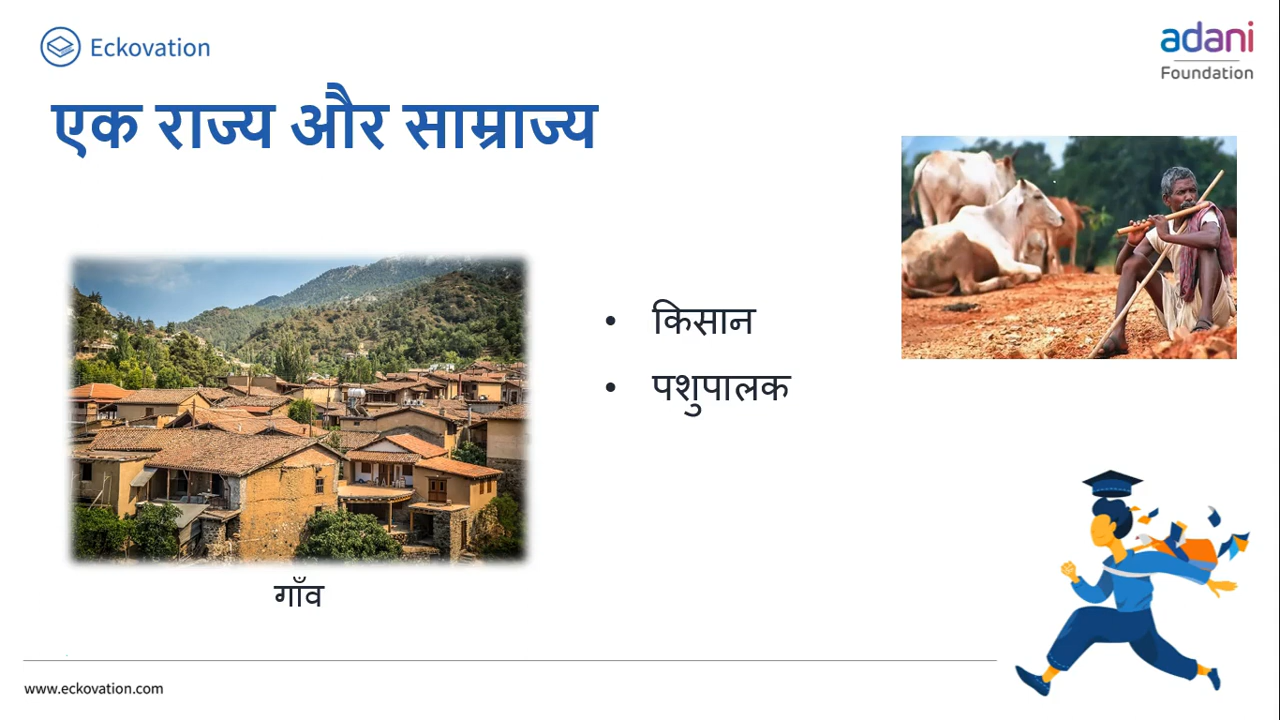 Eckovation
adani
Foundation
एक राज्य और साम्राज्य
• किसान
• पशुपालक
गाँव
www.eckovation.com